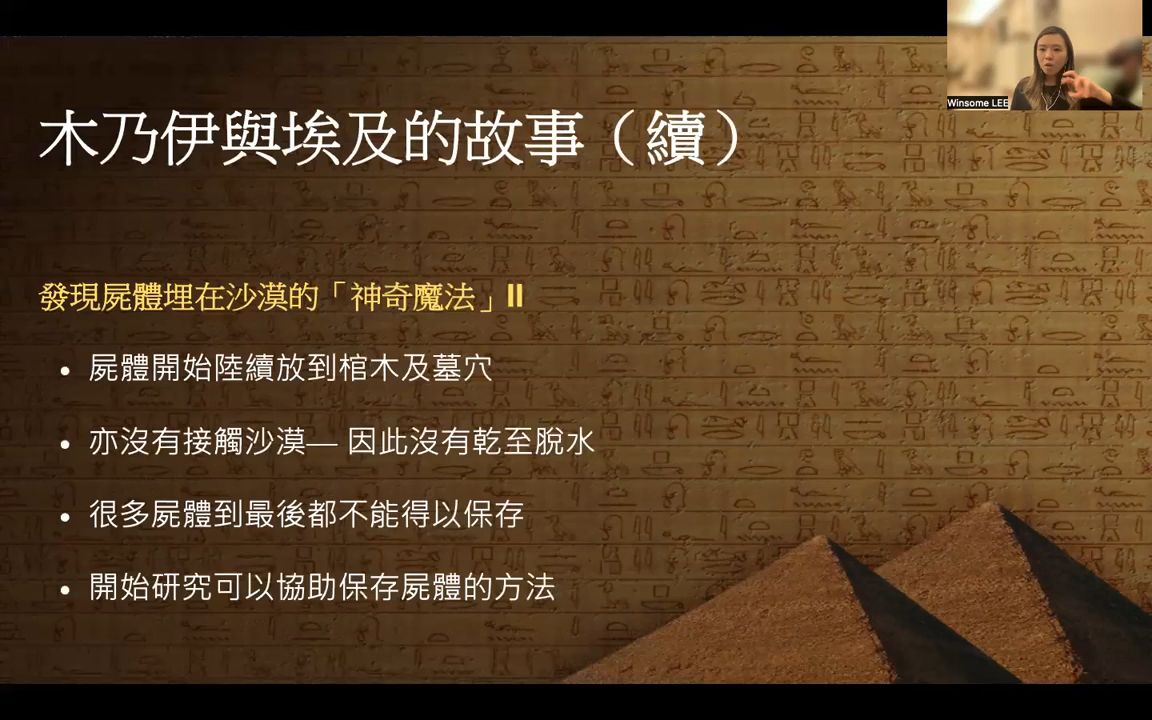 Winsome LEE
木乃伊與埃及的故事（續）
發現屍體埋在沙漠的「神奇魔法」II
• 屍體開始陸續放到棺木及墓穴
• 亦沒有接觸沙漠— 因此沒有乾至脫水
• 很多屍體到最後都不能得以保存
• 開始研究可以協助保存屍體的方法